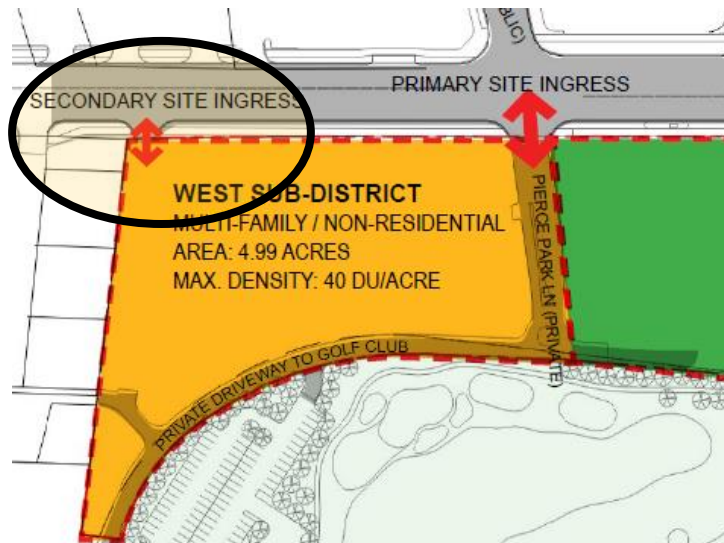 BLIC)
PRIMARY SITE INGRESS
SECONDARY SITE INGRESS
WEST SUB-DISTRICT
MULTI-FAMILY / NON-RESIDENTIAL
AREA: 4.99 ACRES
MAX. DENSITY: 40 DU/ACRE
PIERCE PARK LN (PRIVATE)
PRIVATE DRIVEWAY TO GOLF CLUB